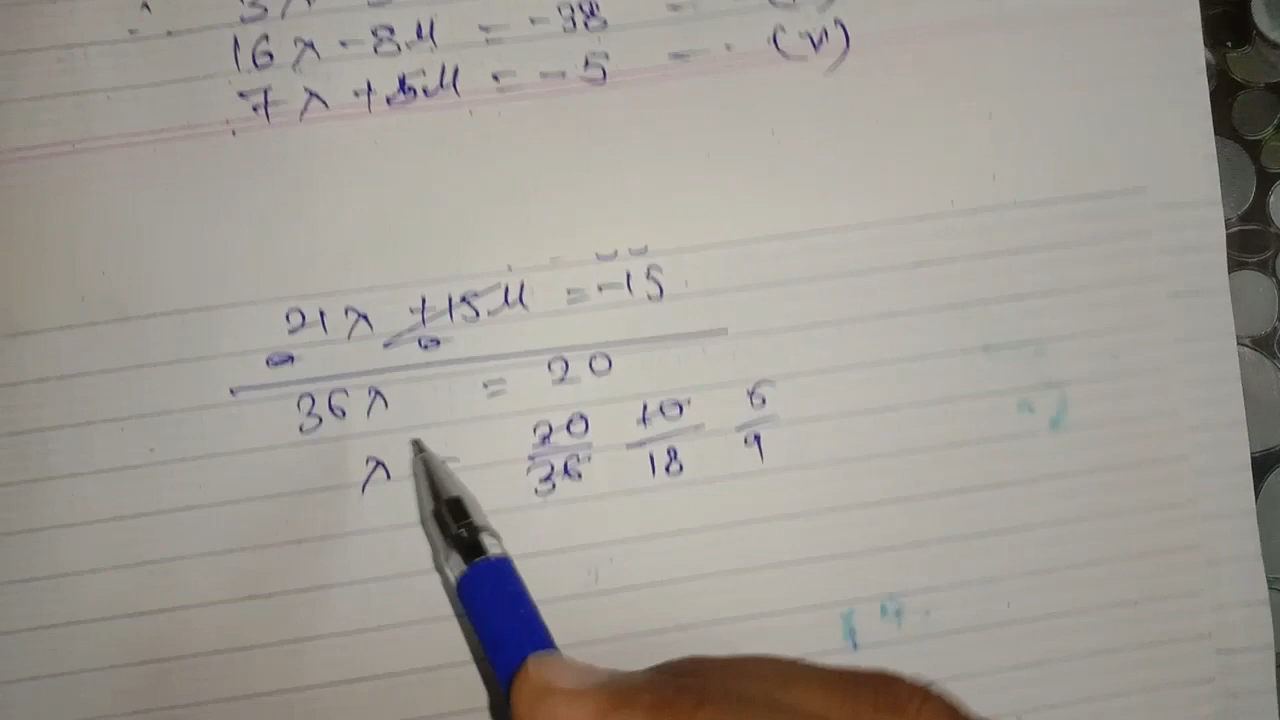 16λ - 8μ = -38
7λ + 5μ = -5 - (v)
21λ + 15μ = -15
36λ = 20
λ = 20/36 10/18 5/9